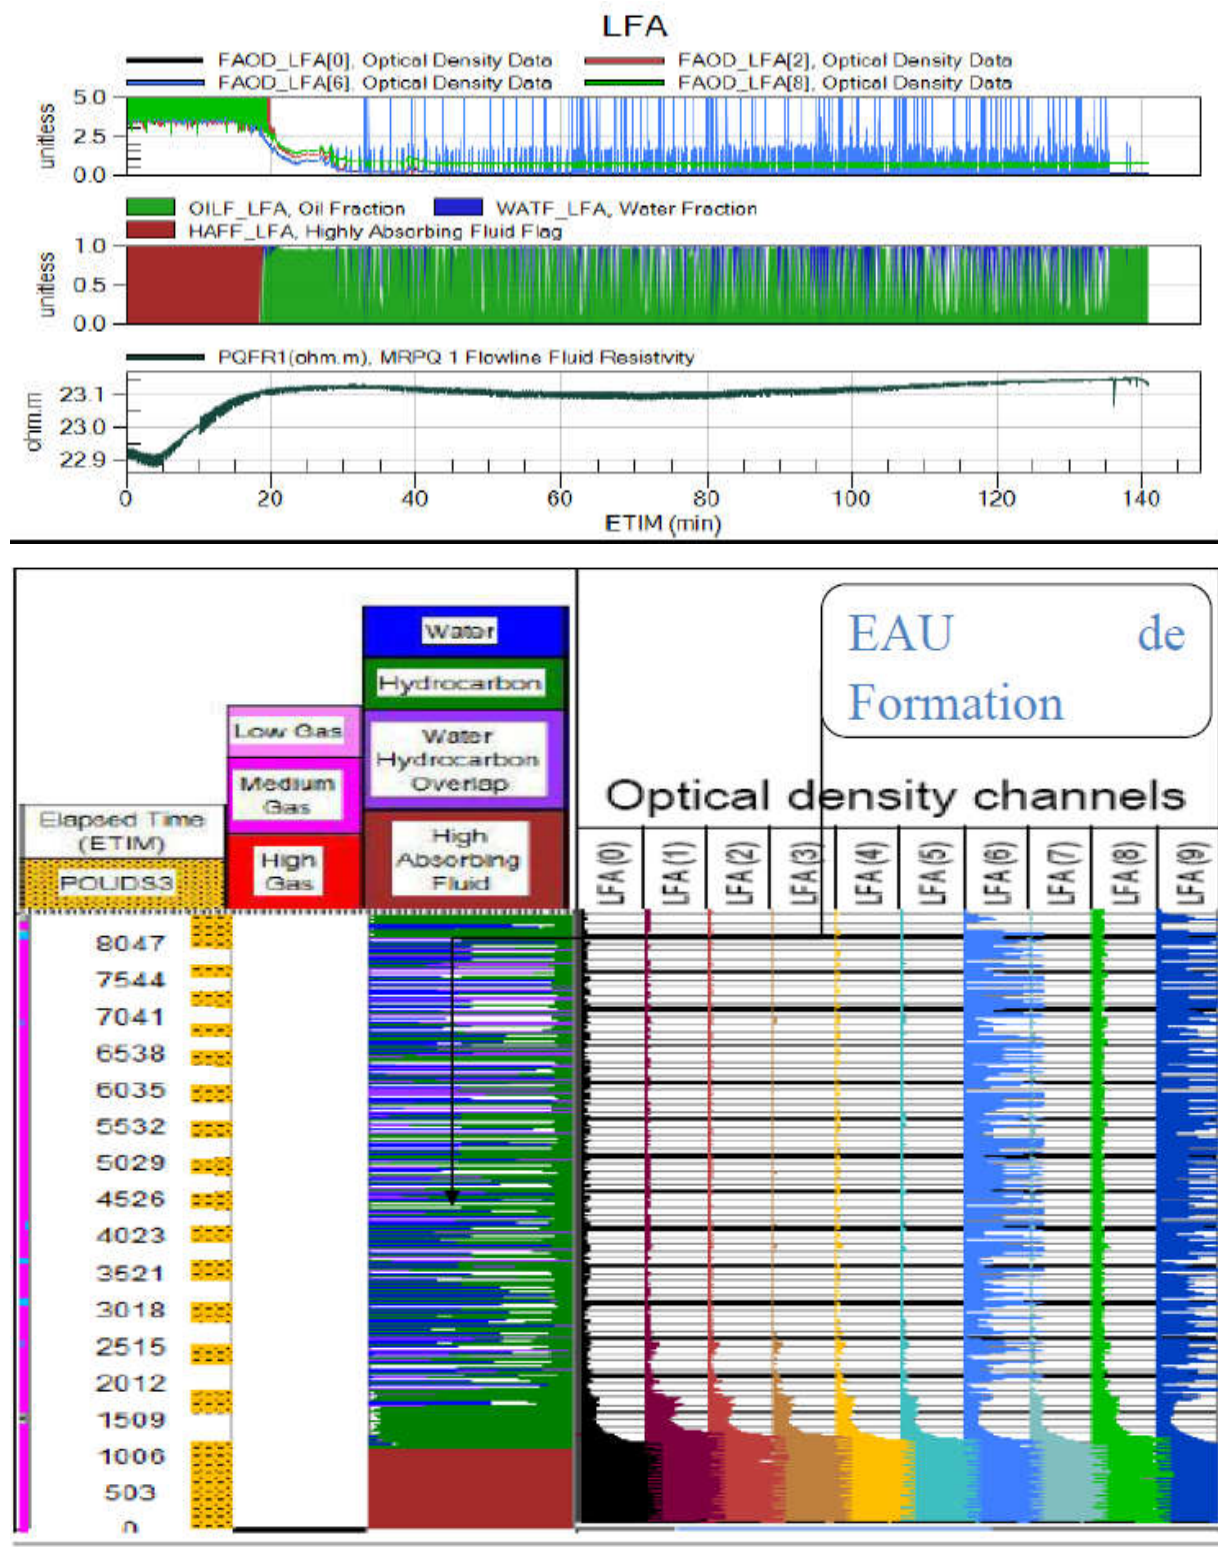 LFA
FAOD_LFA[0], Optical Density Data
FAOD_LFA[2], Optical Density Data
FAOD_LFA[6], Optical Density Data
FAOD_LFA[8], Optical Density Data
5.0
2.5
0.0
unitless
OILF_LFA, Oil Fraction
WATF_LFA, Water Fraction
HAFF_LFA, Highly Absorbing Fluid Flag
1.0
0.5
0.0
unitless
PQFR1(ohm.m), MRPQ 1 Flowline Fluid Resistivity
23.1
23.0
22.9
ohm.m
0 20 40 60 80 100 120 140
ETIM (min)
EAU de
Formation
Water
Hydrocarbon
Water
Hydrocarbon
Overlap
High
Absorbing
Fluid
Low Gas
Medium
Gas
High
Gas
Elapsed Time
(ETIM)
POUDS3
Optical density channels
LFA(0) LFA(1) LFA(2) LFA(3) LFA(4) LFA(5) LFA(6) LFA(7) LFA(8) LFA(9)
8047
7544
7041
6538
6035
5532
5029
4526
4023
3521
3018
2515
2012
1509
1006
503
0